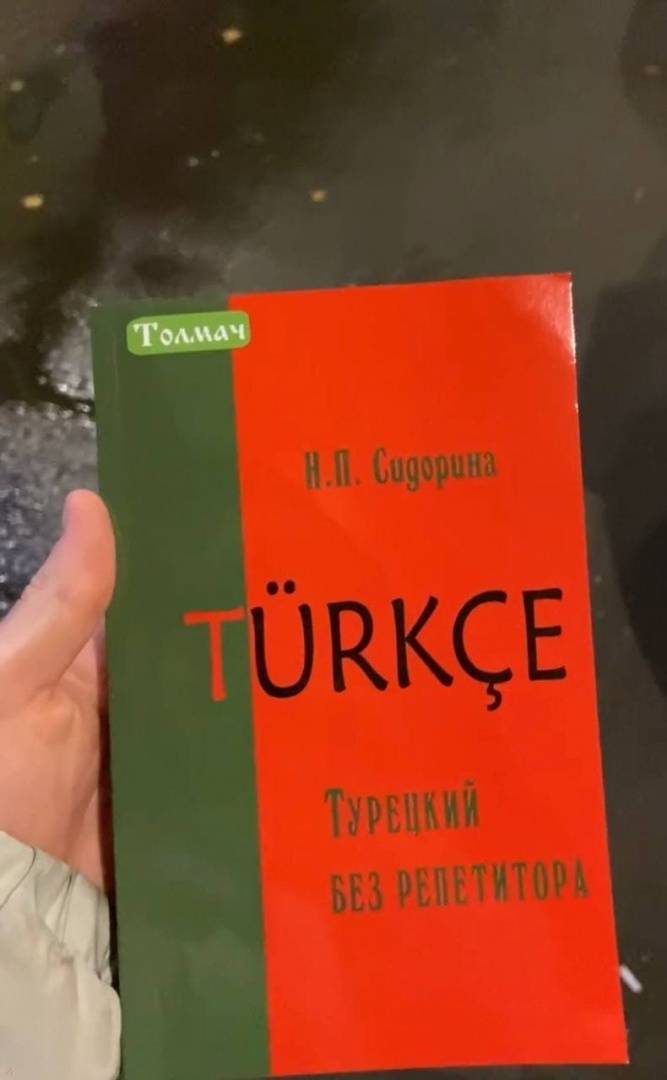 Толмач
Н.П. Сидорина
TÜRKÇE
Турецкий
без репетитора